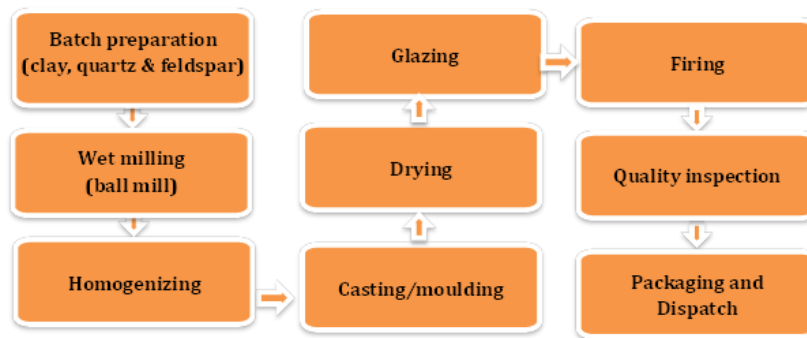 Batch preparation
(clay, quartz & feldspar)
Wet milling
(ball mill)
Homogenizing
Casting/moulding
Drying
Glazing
Firing
Quality inspection
Packaging and
Dispatch